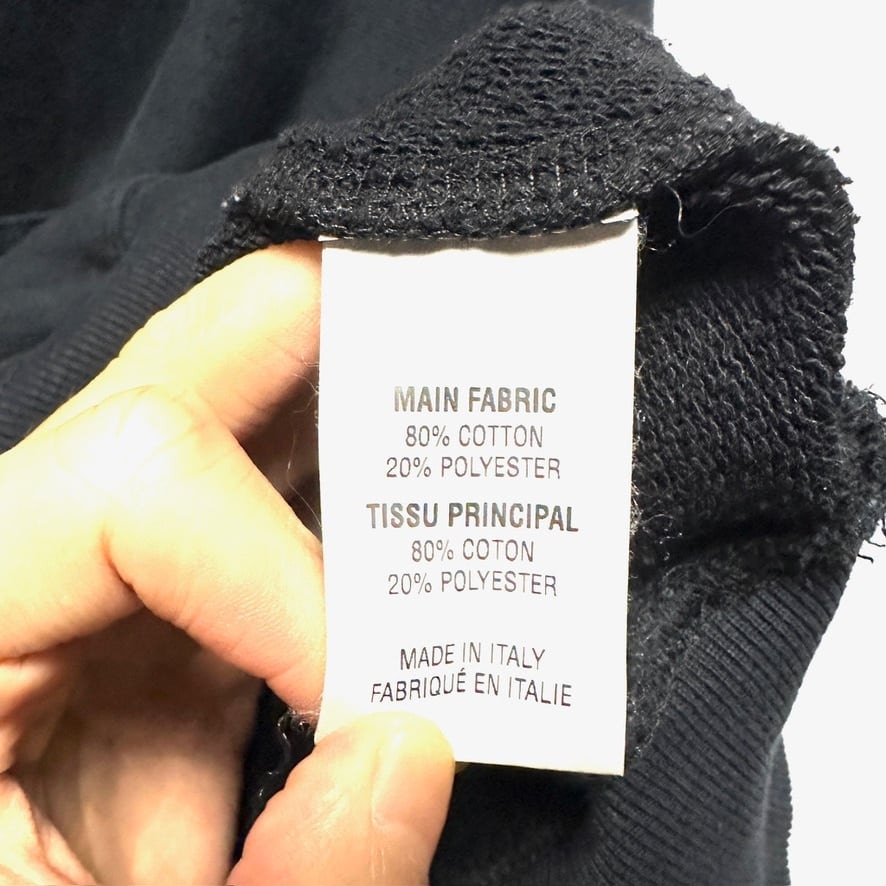 MAIN FABRIC
80% COTTON
20% POLYESTER
TISSU PRINCIPAL
80% COTON
20% POLYESTER
MADE IN ITALY
FABRIQUÉ EN ITALIE